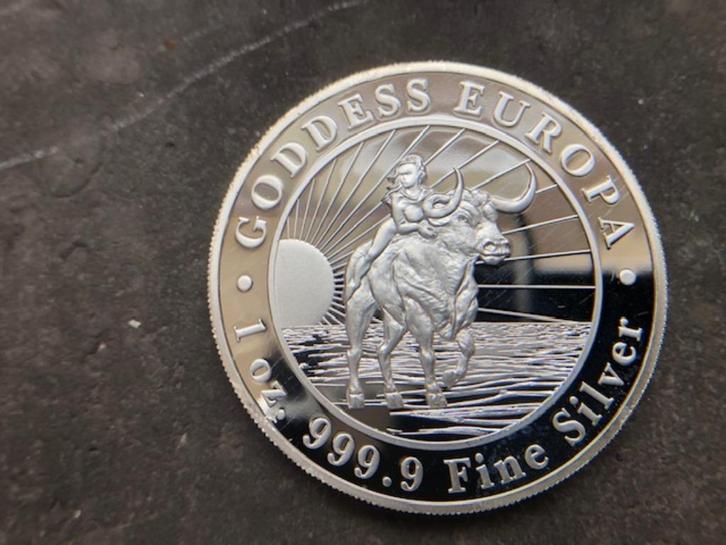 GODDESS EUROPA
1 oz. 999.9 Fine Silver